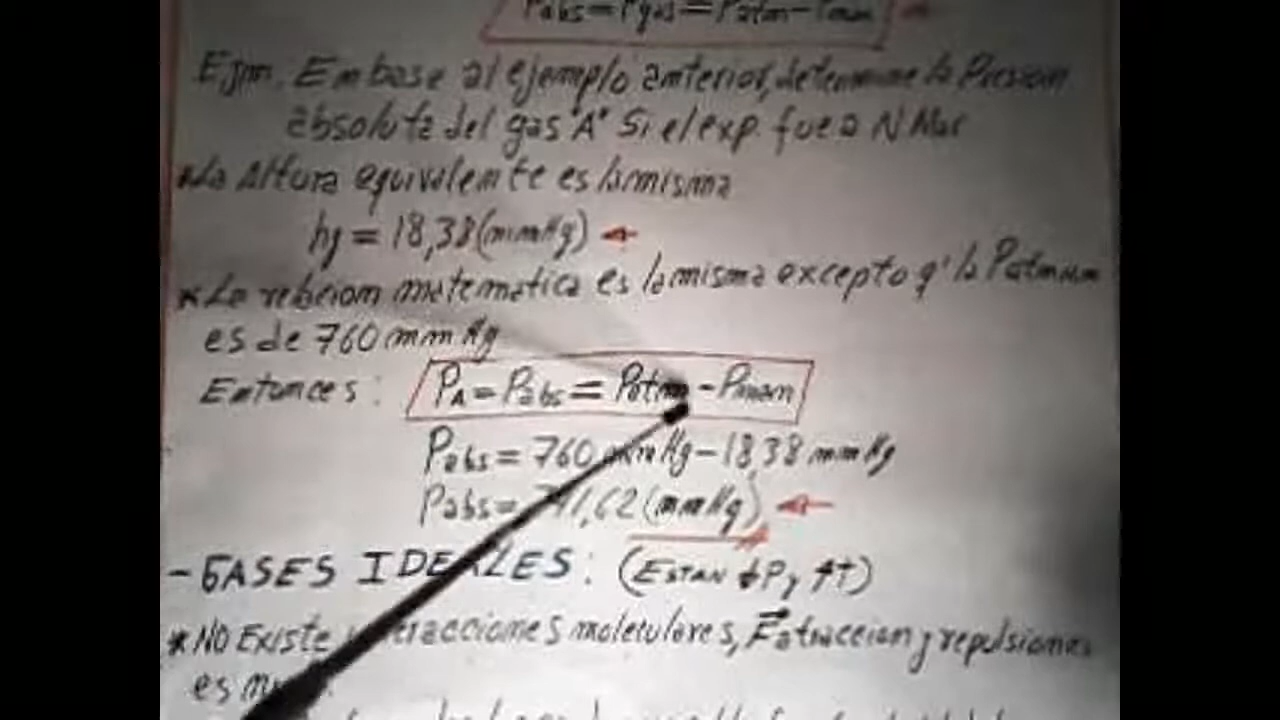 Pabs = Pgas = Patm - Pman
Ejm. En base al ejemplo anterior, determine la Presion
absoluta del gas "A" Si el exp. fue a N Mar
*La Altura equivalente es la misma
hg = 18,38 (mmHg)
*La relacion matematica es la misma excepto q' la Patm
es de 760 mm Hg
Entonces: PA = Pabs = Patm - Pman
Pabs = 760 mmHg - 18,38 mmHg
Pabs = 741,62 (mmHg)
- GASES IDEALES: (ESTAN ↓P y ↑T)
*NO EXISTE interacciones moleculares, F atraccion y repulsiones
es